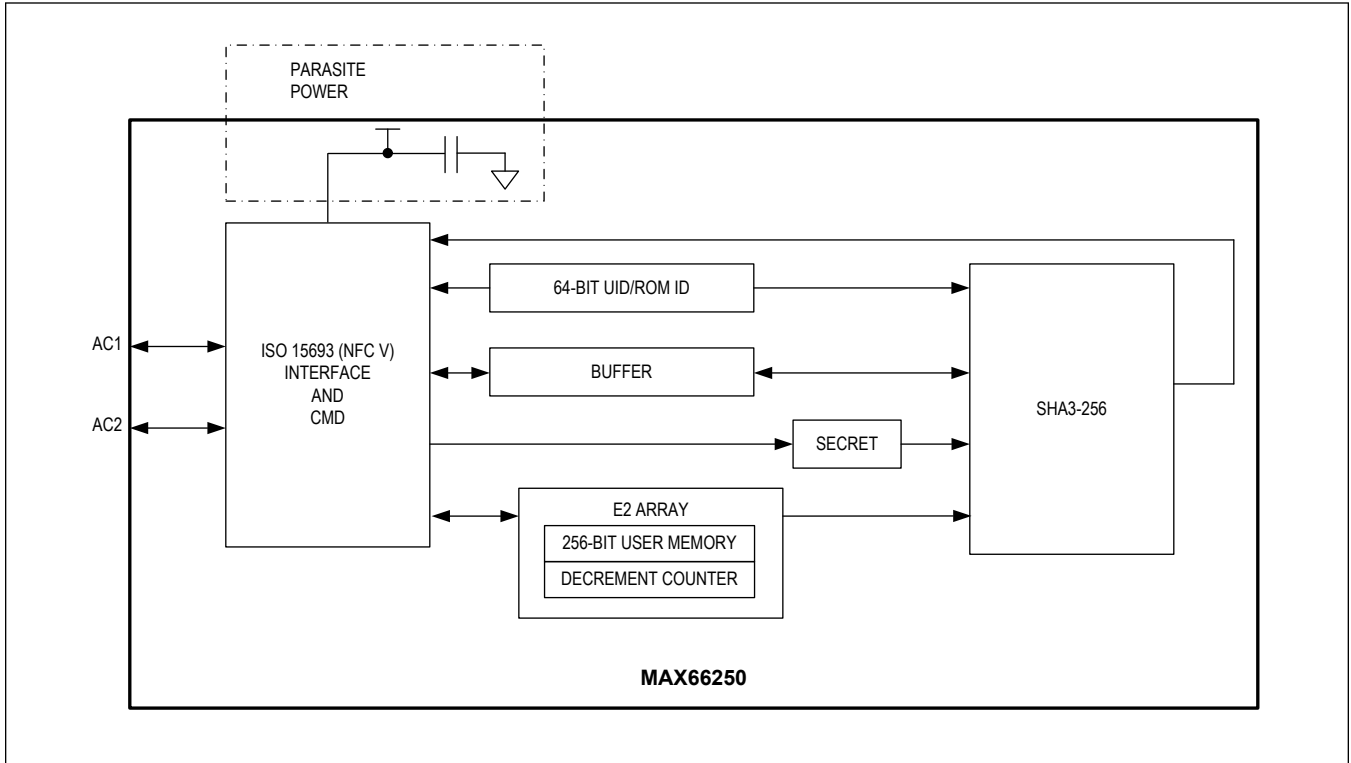 PARASITE
POWER
64-BIT UID/ROM ID
AC1
ISO 15693 (NFC V)
INTERFACE
AND
CMD
BUFFER
SHA3-256
AC2
SECRET
E2 ARRAY
256-BIT USER MEMORY
DECREMENT COUNTER
MAX66250